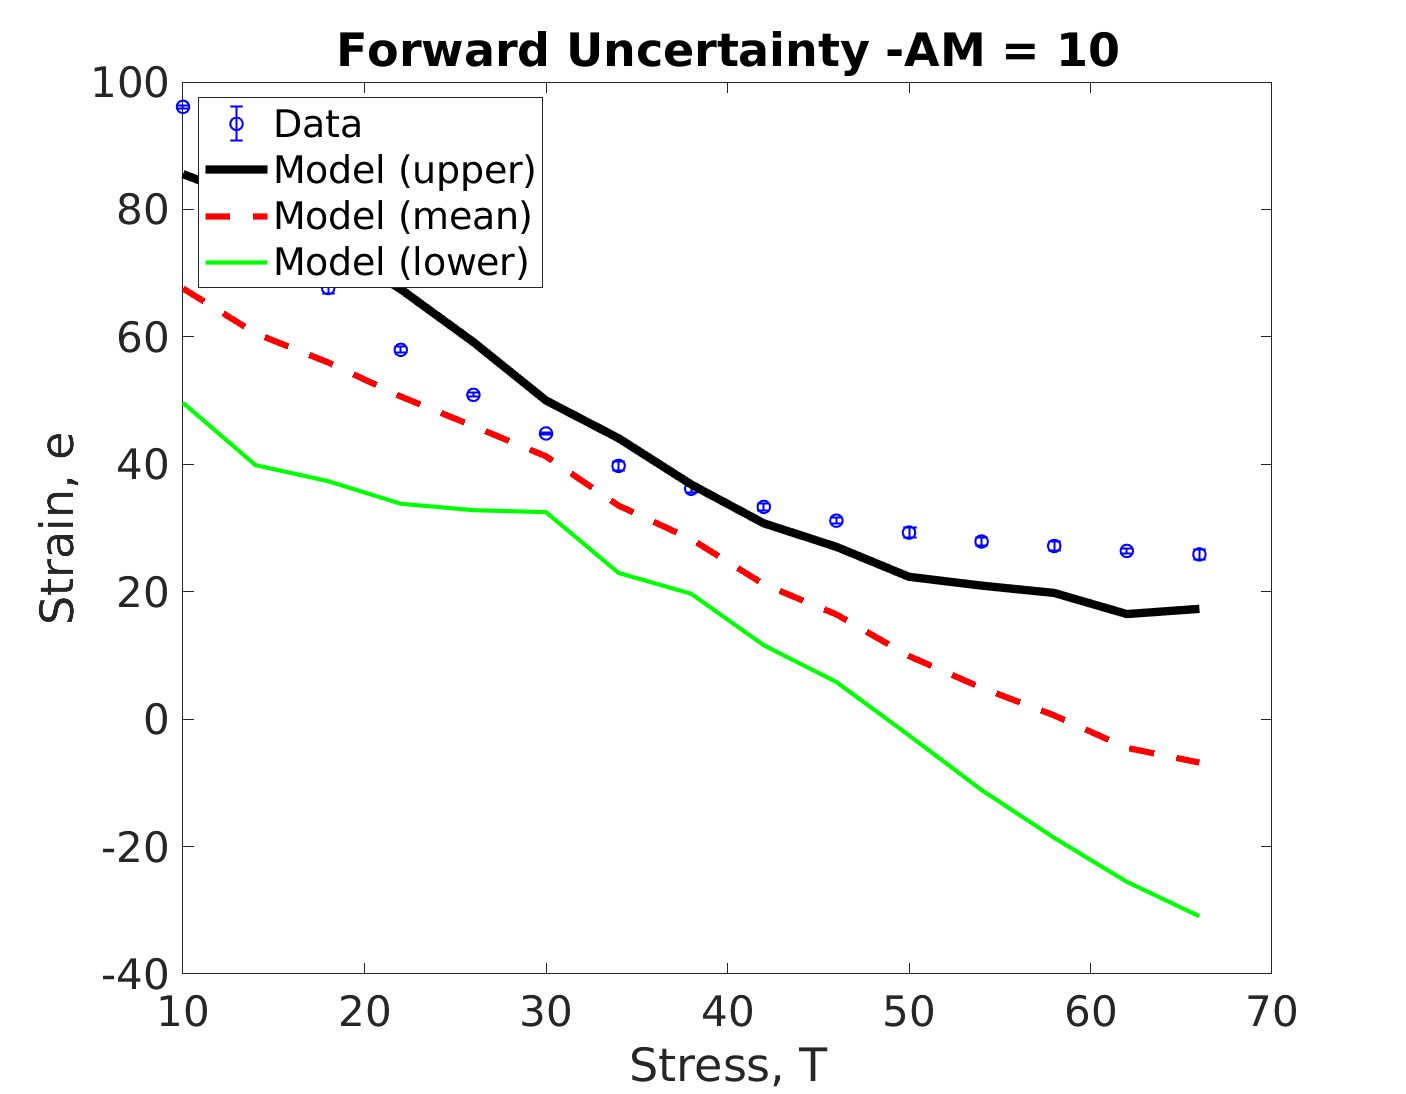 Forward Uncertainty -AM = 10
100
80
60
40
20
0
-20
-40
Data
Model (upper)
Model (mean)
Model (lower)
Strain, e
10 20 30 40 50 60 70
Stress, T